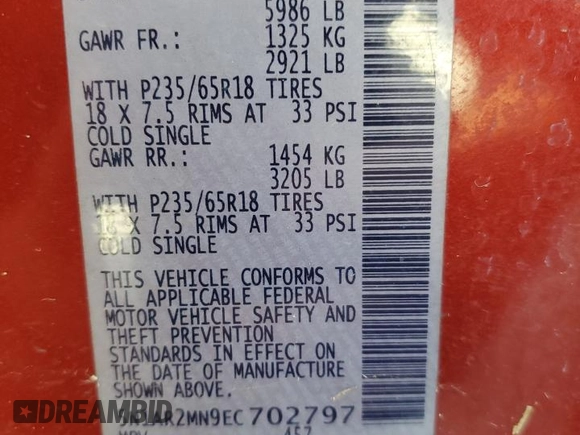 5986 LB
GAWR FR.: 1325 KG
2921 LB
WITH P235/65R18 TIRES
18 X 7.5 RIMS AT 33 PSI
COLD SINGLE
GAWR RR.: 1454 KG
3205 LB
WITH P235/65R18 TIRES
18 X 7.5 RIMS AT 33 PSI
COLD SINGLE
THIS VEHICLE CONFORMS TO
ALL APPLICABLE FEDERAL
MOTOR VEHICLE SAFETY AND
THEFT PREVENTION
STANDARDS IN EFFECT ON
THE DATE OF MANUFACTURE
SHOWN ABOVE.
5N1AR2MN9EC702797
DREAMBID